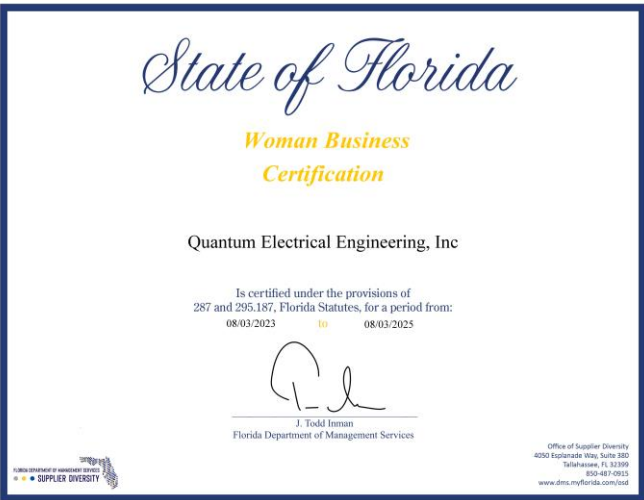 State of Florida
Woman Business
Certification
Quantum Electrical Engineering, Inc
Is certified under the provisions of
287 and 295.187, Florida Statutes, for a period from:
08/03/2023 to 08/03/2025
J. Todd Inman
Florida Department of Management Services
FLORIDA DEPARTMENT OF MANAGEMENT SERVICES
SUPPLIER DIVERSITY
Office of Supplier Diversity
4050 Esplanade Way, Suite 380
Tallahassee, FL 32399
850-487-0915
www.dms.myflorida.com/osd